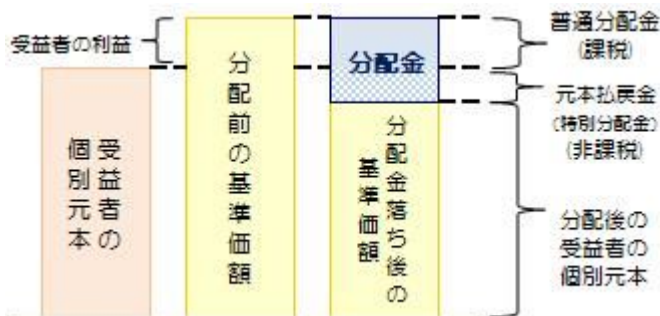 受益者の利益
受益者の
個別元本
分配前の基準価額
分配金
分配金落ち後の
基準価額
普通分配金
(課税)
元本払戻金
(特別分配金)
(非課税)
分配後の
受益者の
個別元本